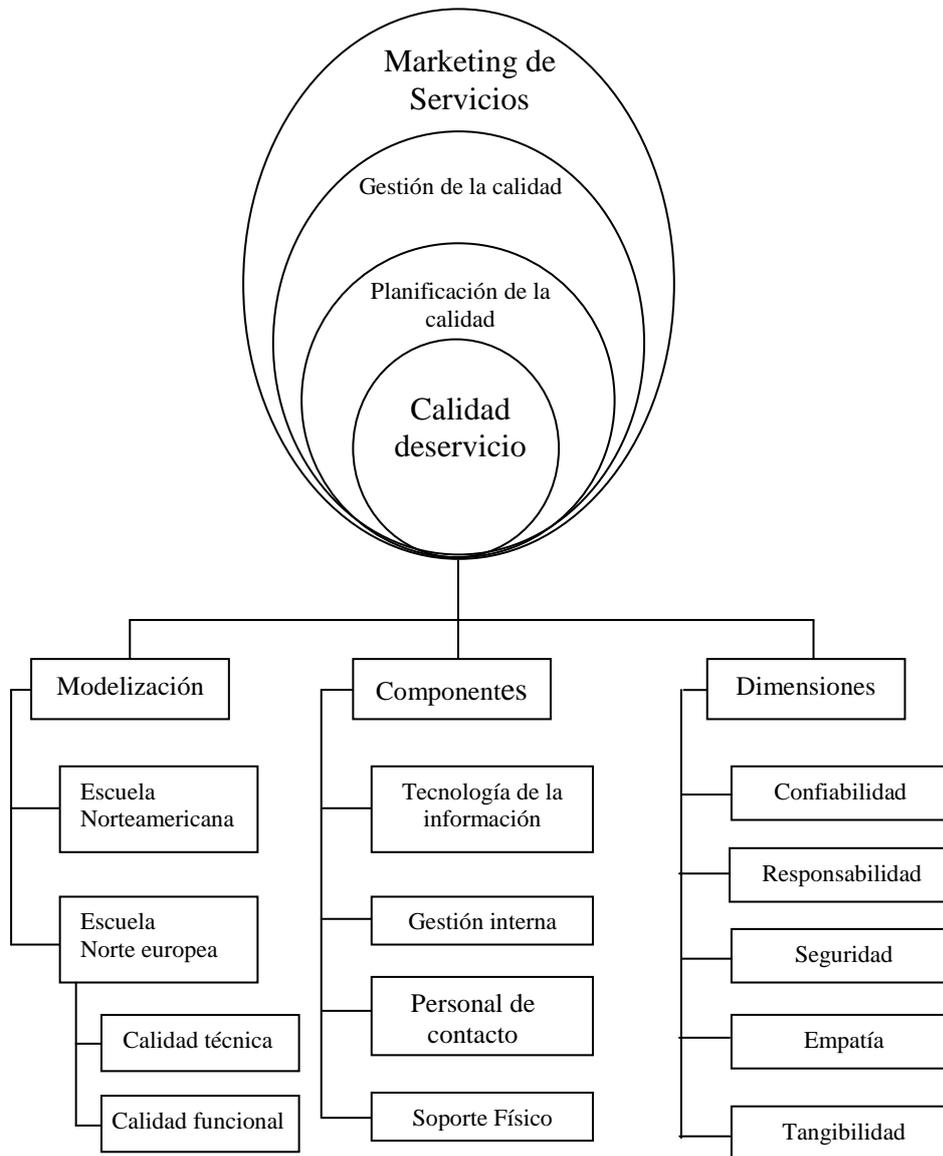 Marketing de
Servicios
Gestión de la calidad
Planificación de la
calidad
Calidad
deservicio
Modelización
Escuela
Norteamericana
Escuela
Norte europea
Calidad técnica
Calidad funcional
Componentes
Tecnología de la
información
Gestión interna
Personal de
contacto
Soporte Físico
Dimensiones
Confiabilidad
Responsabilidad
Seguridad
Empatía
Tangibilidad